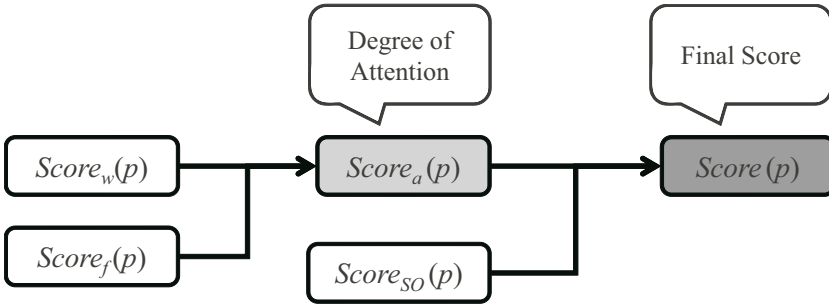 Degree of
Attention
Final Score
Score_w(p)
Score_a(p)
Score(p)
Score_f(p)
Score_SO(p)